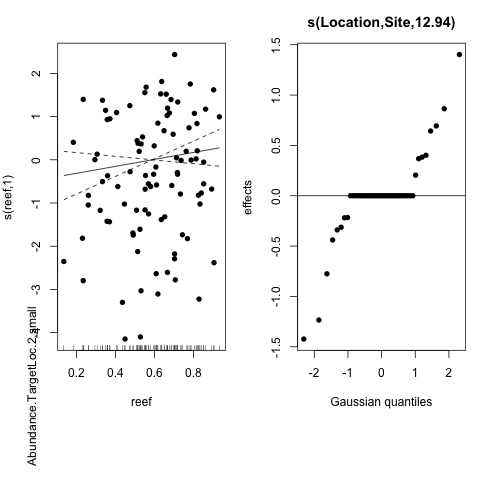 s(Location,Site,12.94)
s(reef,1)
2
1
0
-1
-2
-3
-4
0.2 0.4 0.6 0.8
reef
Abundance.TargetLoc.2.small
effects
1.5
1.0
0.5
0.0
-0.5
-1.0
-1.5
-2 -1 0 1 2
Gaussian quantiles